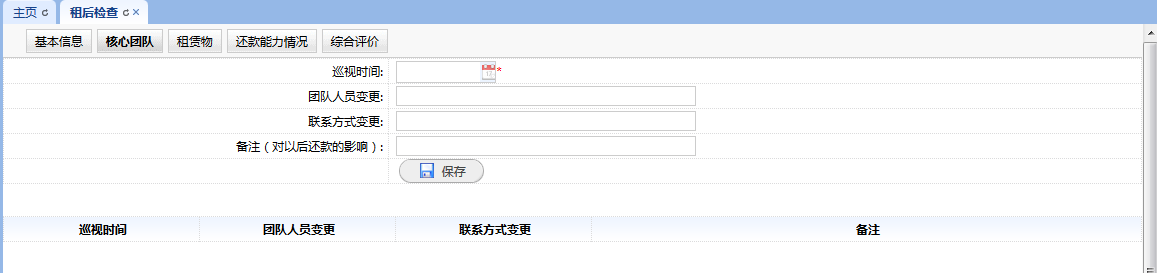 主页 租后检查
基本信息 核心团队 租赁物 还款能力情况 综合评价
巡视时间: *
团队人员变更:
联系方式变更:
备注（对以后还款的影响）:
保存
巡视时间 团队人员变更 联系方式变更 备注